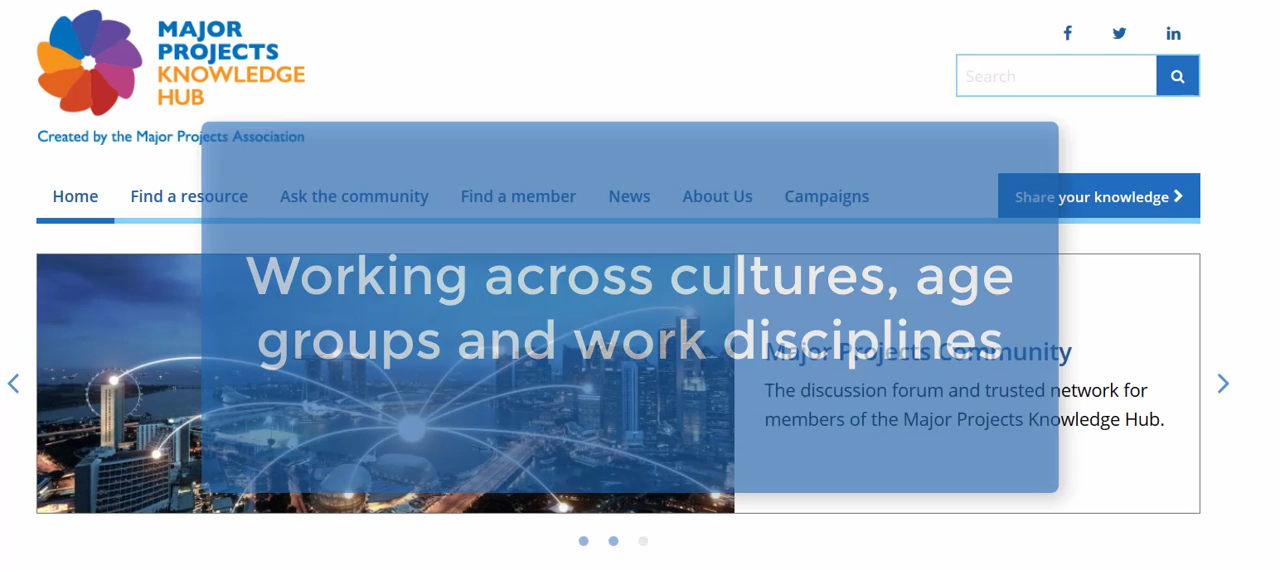 MAJOR
PROJECTS
KNOWLEDGE
HUB
Created by the Major Projects Association
Search
Home Find a resource Ask the community Find a member News About Us Campaigns Share your knowledge
Working across cultures, age
groups and work disciplines
Major Projects Community
The discussion forum and trusted network for
members of the Major Projects Knowledge Hub.